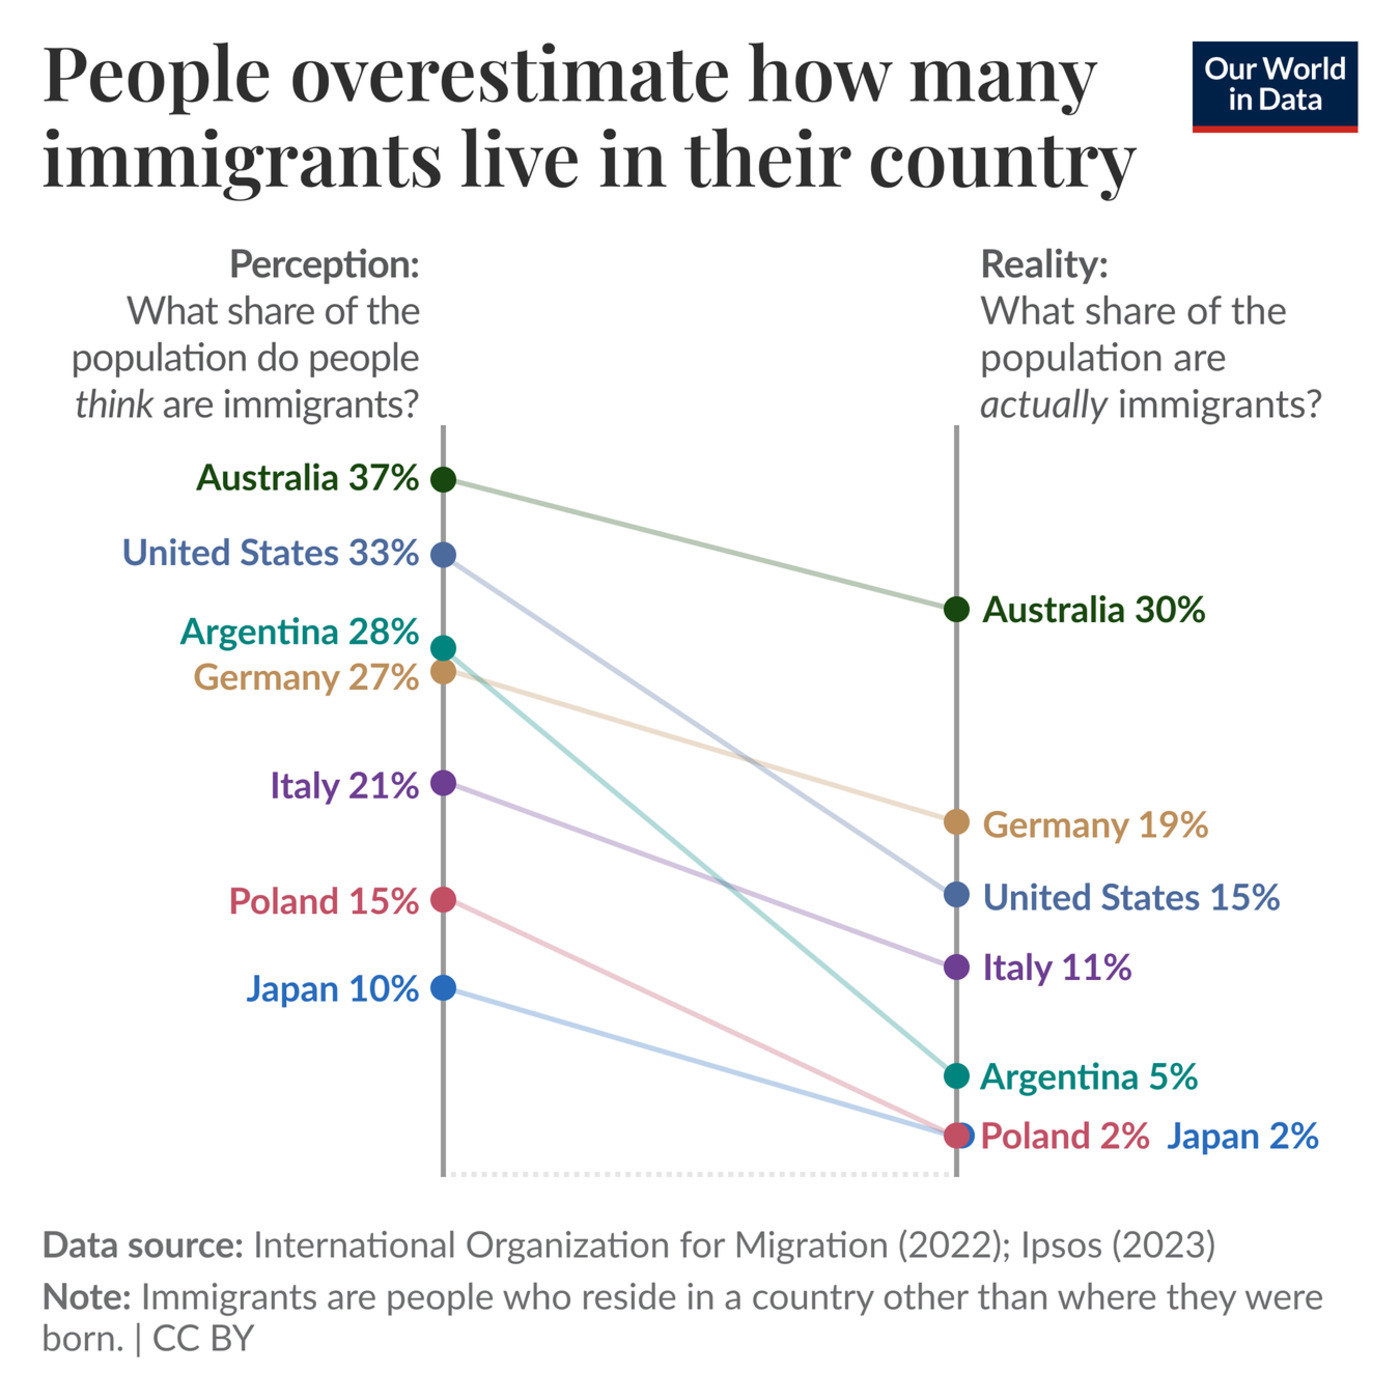 People overestimate how many
immigrants live in their country
Our World
in Data
Perception:
What share of the
population do people
think are immigrants?
Reality:
What share of the
population are
actually immigrants?
Australia 37%
United States 33%
Argentina 28%
Germany 27%
Italy 21%
Poland 15%
Japan 10%
Australia 30%
Germany 19%
United States 15%
Italy 11%
Argentina 5%
Poland 2% Japan 2%
Data source: International Organization for Migration (2022); Ipsos (2023)
Note: Immigrants are people who reside in a country other than where they were
born. | CC BY